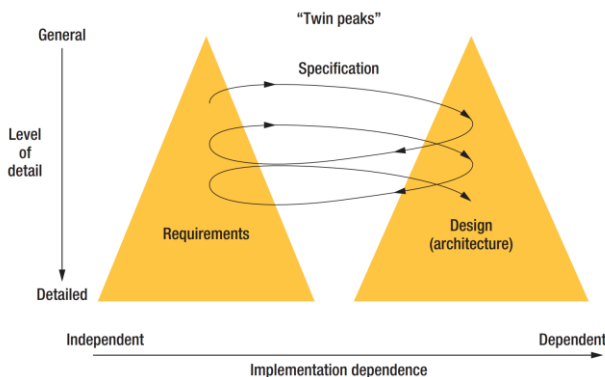 “Twin peaks”
General
Specification
Level
of
detail
Requirements
Design
(architecture)
Detailed
Independent
Dependent
Implementation dependence